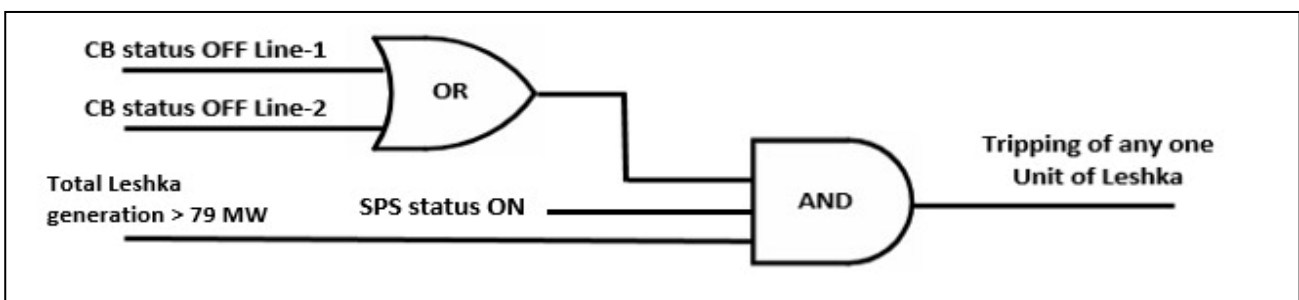 CB status OFF Line-1
OR
CB status OFF Line-2
Total Leshka
generation > 79 MW
SPS status ON
AND
Tripping of any one
Unit of Leshka